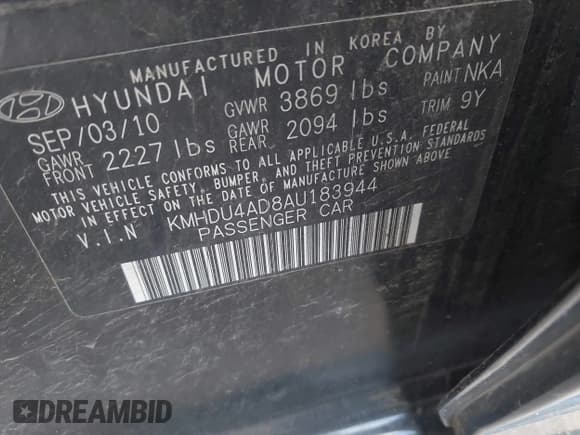 MANUFACTURED IN KOREA BY
HYUNDAI MOTOR COMPANY
SEP/03/10 GVWR 3869 lbs PAINT NKA
GAWR FRONT 2227 lbs GAWR REAR 2094 lbs TRIM 9Y
THIS VEHICLE CONFORMS TO ALL APPLICABLE U.S.A. FEDERAL
MOTOR VEHICLE SAFETY, BUMPER, AND THEFT PREVENTION STANDARDS
IN EFFECT ON THE DATE OF MANUFACTURE SHOWN ABOVE.
V.I.N KMHDU4AD8AU183944
PASSENGER CAR
DREAMBID